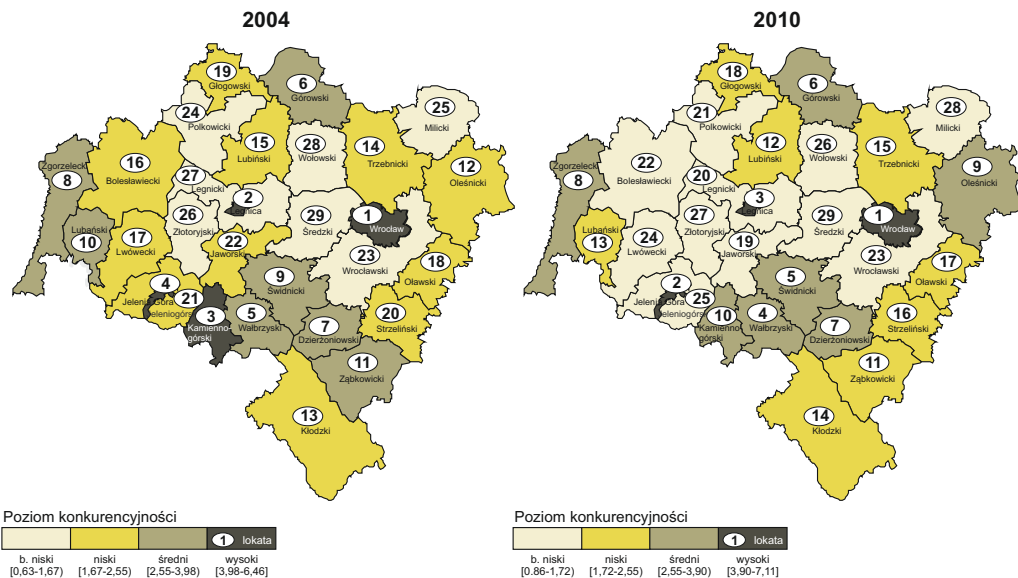 2004
19
Głogowski
6
Górowski
25
Milicki
24
Polkowicki
15
Lubiński
28
Wołowski
14
Trzebnicki
12
Oleśnicki
Zgorzelecki
8
16
Bolesławiecki
27
Legnicki
2
Legnica
1
Wrocław
26
Złotoryjski
29
Średzki
Lubański
10
17
Lwówecki
22
Jaworski
23
Wrocławski
18
Oławski
4
Jelenia Góra
21
Jeleniogórski
9
Świdnicki
3
Kamienno-
górski
5
Wałbrzyski
7
Dzierżoniowski
20
Strzeliński
11
Ząbkowicki
13
Kłodzki
Poziom konkurencyjności
1 lokata
b. niski niski średni wysoki
[0,63-1,67] [1,67-2,55] [2,55-3,98] [3,98-6,46]
2010
18
Głogowski
6
Górowski
28
Milicki
21
Polkowicki
12
Lubiński
26
Wołowski
15
Trzebnicki
9
Oleśnicki
Zgorzelecki
8
22
Bolesławiecki
20
Legnicki
3
Legnica
1
Wrocław
27
Złotoryjski
29
Średzki
Lubański
13
24
Lwówecki
19
Jaworski
23
Wrocławski
17
Oławski
2
Jelenia Góra
25
Jeleniogórski
5
Świdnicki
10
Kamienno-
górski
4
Wałbrzyski
7
Dzierżoniowski
16
Strzeliński
11
Ząbkowicki
14
Kłodzki
Poziom konkurencyjności
1 lokata
b. niski niski średni wysoki
[0.86-1,72] [1,72-2,55] [2,55-3,90] [3,90-7,11]